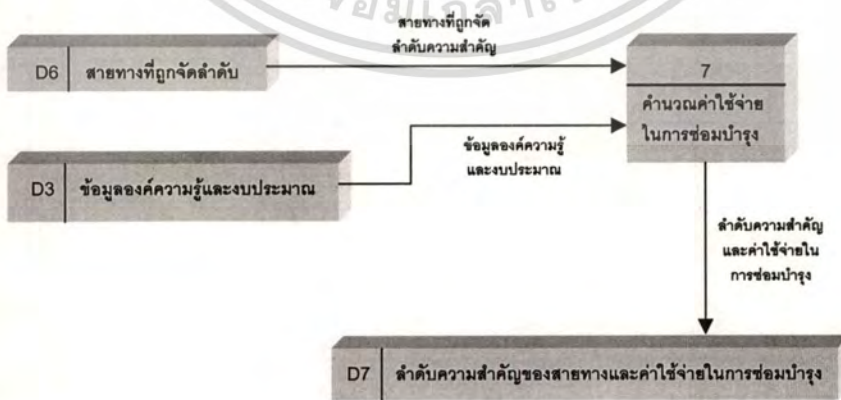 สายทางที่ถูกจัด
ลำดับความสำคัญ
D6 สายทางที่ถูกจัดลำดับ
7
คำนวณค่าใช้จ่าย
ในการซ่อมบำรุง
ข้อมูลองค์ความรู้
และงบประมาณ
D3 ข้อมูลองค์ความรู้และงบประมาณ
ลำดับความสำคัญ
และค่าใช้จ่ายใน
การซ่อมบำรุง
D7 ลำดับความสำคัญของสายทางและค่าใช้จ่ายในการซ่อมบำรุง